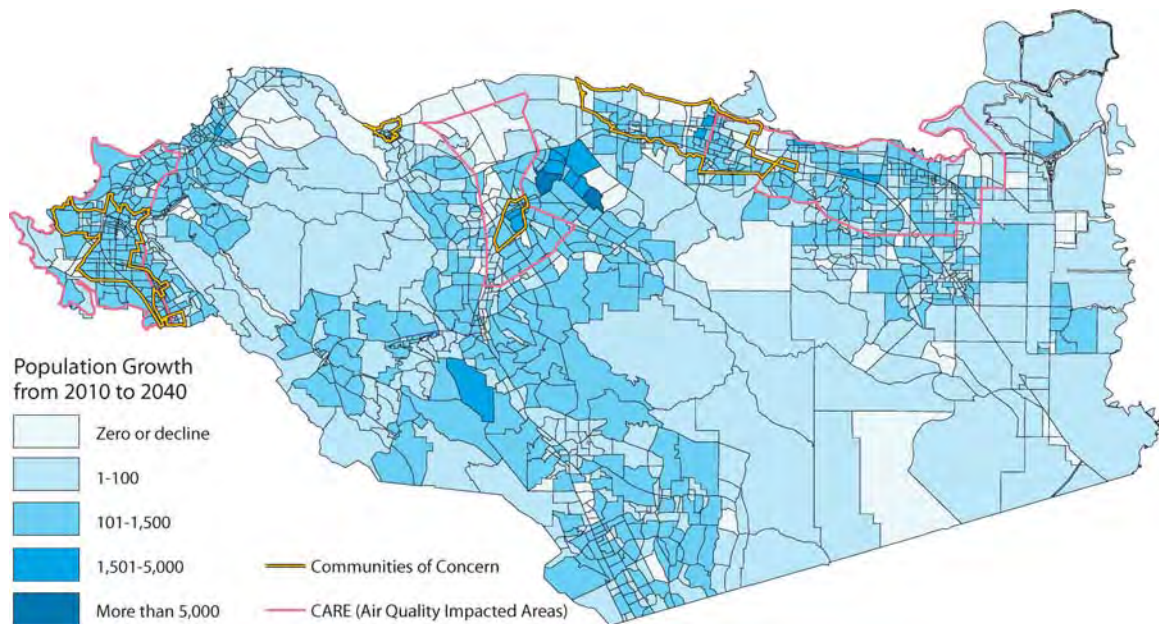 Population Growth
from 2010 to 2040
Zero or decline
1-100
101-1,500
1,501-5,000
More than 5,000
Communities of Concern
CARE (Air Quality Impacted Areas)